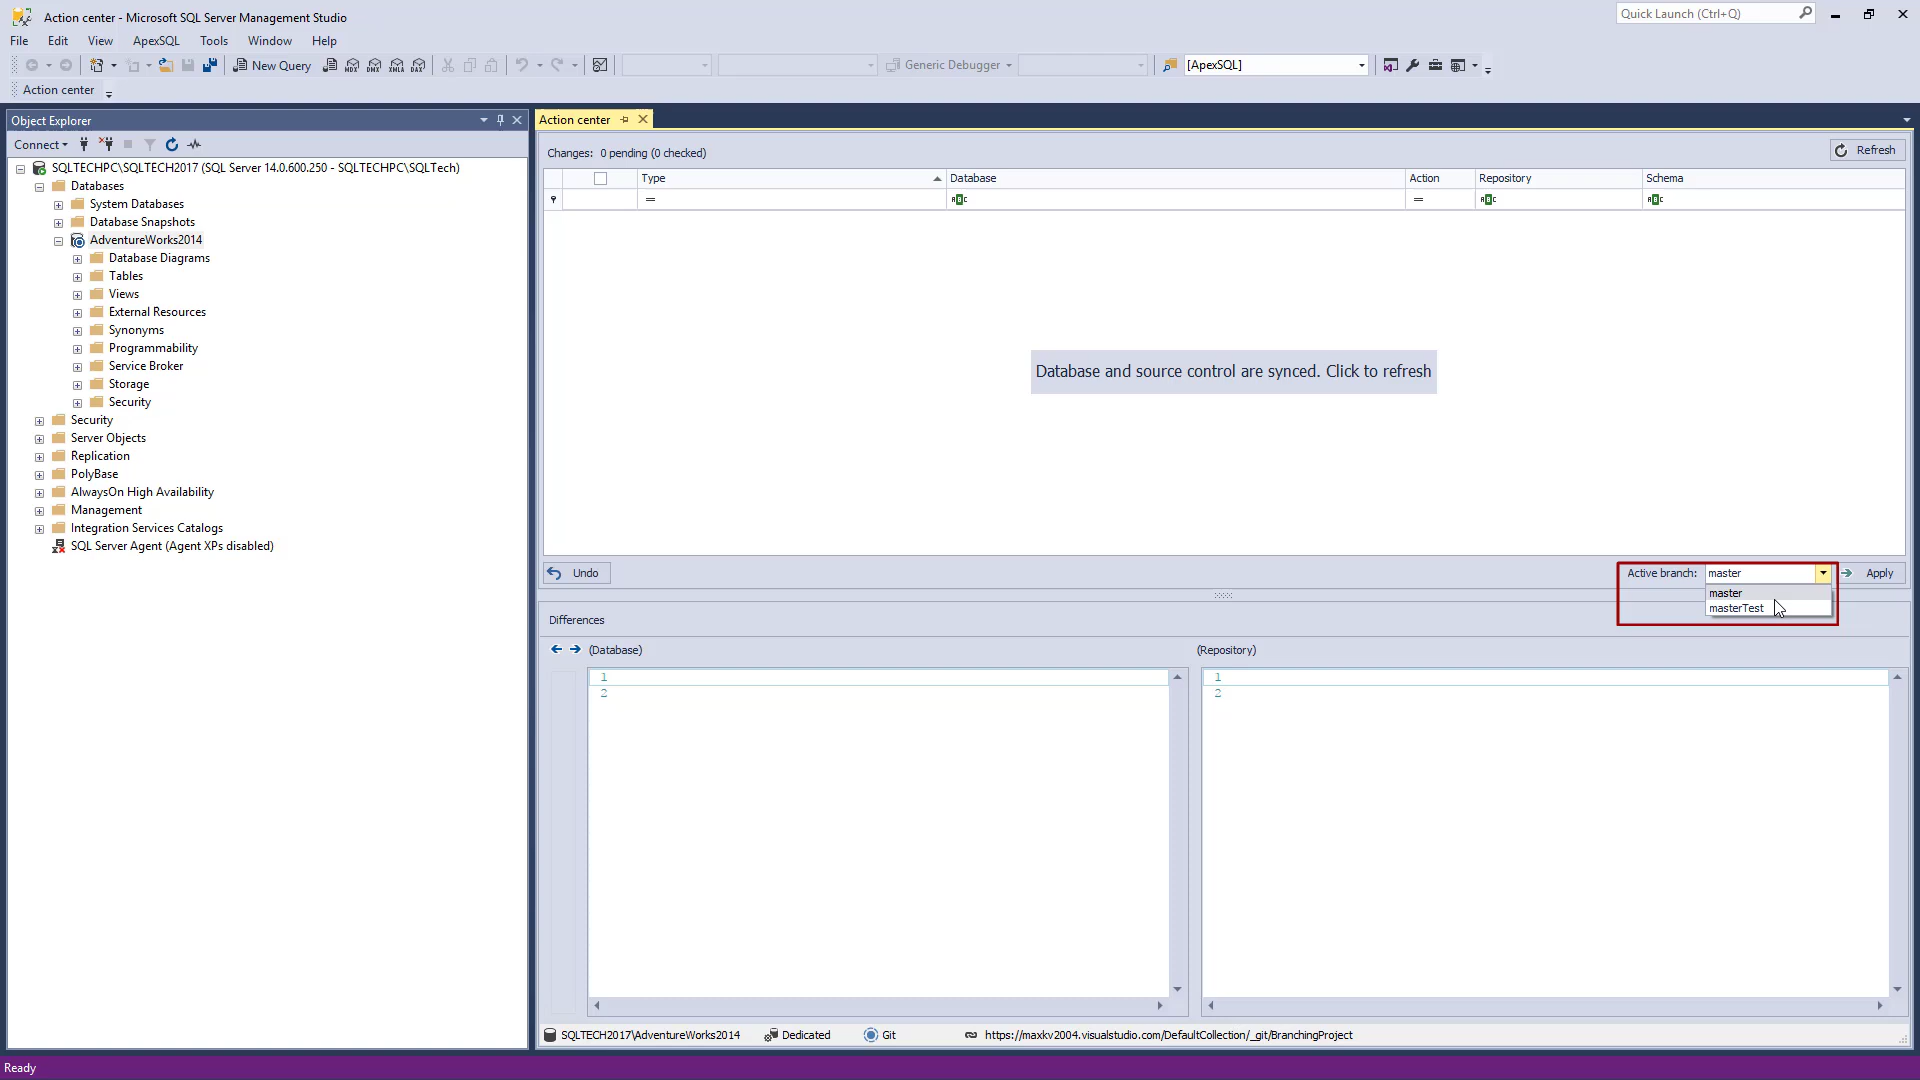 Action center - Microsoft SQL Server Management Studio
Quick Launch (Ctrl+Q)
File Edit View ApexSQL Tools Window Help
New Query
Generic Debugger
[ApexSQL]
Action center
Object Explorer
Connect
SQLTECHPC\SQLTECH2017 (SQL Server 14.0.600.250 - SQLTECHPC\SQLTech)
Databases
System Databases
Database Snapshots
AdventureWorks2014
Database Diagrams
Tables
Views
External Resources
Synonyms
Programmability
Service Broker
Storage
Security
Security
Server Objects
Replication
PolyBase
AlwaysOn High Availability
Management
Integration Services Catalogs
SQL Server Agent (Agent XPs disabled)
Action center
Changes: 0 pending (0 checked)
Refresh
Type Database Action Repository Schema
Database and source control are synced. Click to refresh
Undo
Active branch: master
Apply
master
masterTest
Differences
(Database)
(Repository)
1
2
1
2
SQLTECH2017\AdventureWorks2014 Dedicated Git https://maxkv2004.visualstudio.com/DefaultCollection/_git/BranchingProject
Ready